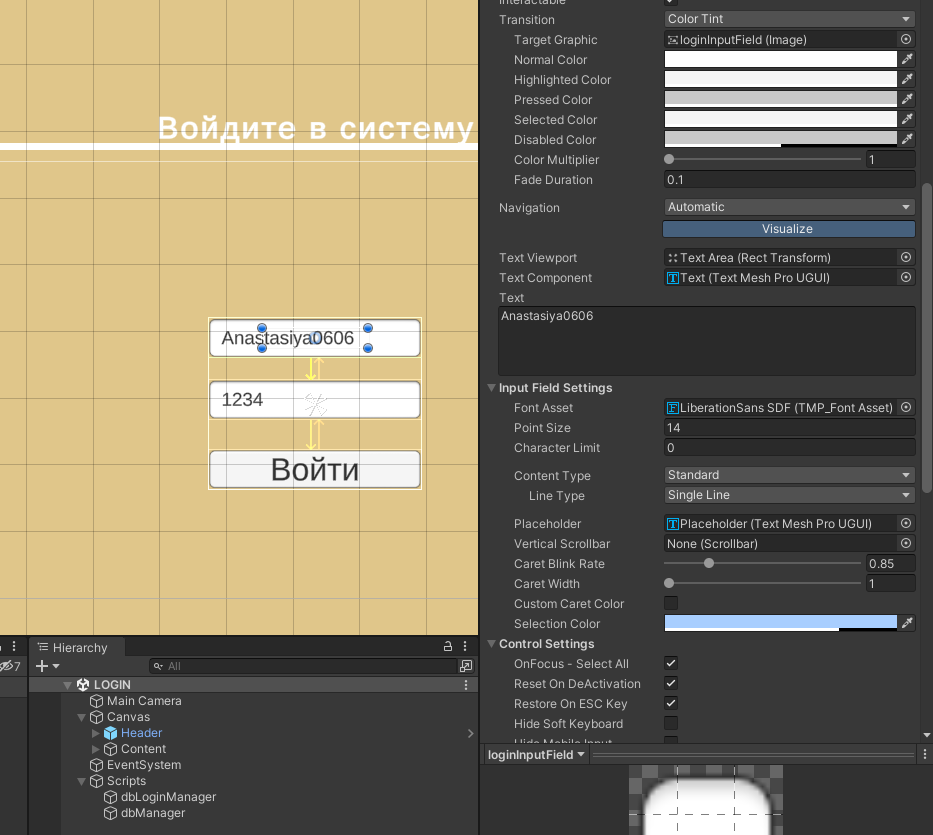 Войдите в систему
Anastasiya0606
1234
Войти
7
Hierarchy
All
LOGIN
Main Camera
Canvas
Header
Content
EventSystem
Scripts
dbLoginManager
dbManager
Interactable
Transition
Color Tint
Target Graphic
loginInputField (Image)
Normal Color
Highlighted Color
Pressed Color
Selected Color
Disabled Color
Color Multiplier
1
Fade Duration
0.1
Navigation
Automatic
Visualize
Text Viewport
Text Area (Rect Transform)
Text Component
Text (Text Mesh Pro UGUI)
Text
Anastasiya0606
Input Field Settings
Font Asset
LiberationSans SDF (TMP_Font Asset)
Point Size
14
Character Limit
0
Content Type
Standard
Line Type
Single Line
Placeholder
Placeholder (Text Mesh Pro UGUI)
Vertical Scrollbar
None (Scrollbar)
Caret Blink Rate
0.85
Caret Width
1
Custom Caret Color
Selection Color
Control Settings
OnFocus - Select All
Reset On DeActivation
Restore On ESC Key
Hide Soft Keyboard
Hide Mobile Input
loginInputField